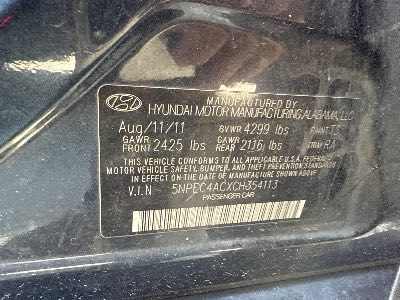 MANUFACTURED BY
HYUNDAI MOTOR MANUFACTURING ALABAMA, LLC
Aug/11/11 GVWR 4299 lbs PAINT
GAWR FRONT 2425 lbs GAWR REAR 2116 lbs TRIM
THIS VEHICLE CONFORMS TO ALL APPLICABLE U.S.A FEDERAL
MOTOR VEHICLE SAFETY, BUMPER, AND THEFT PREVENTION STANDARDS
IN EFFECT ON THE DATE OF MANUFACTURE SHOWN ABOVE.
V.I.N 5NPEC4ACXCH354113
PASSENGER CAR